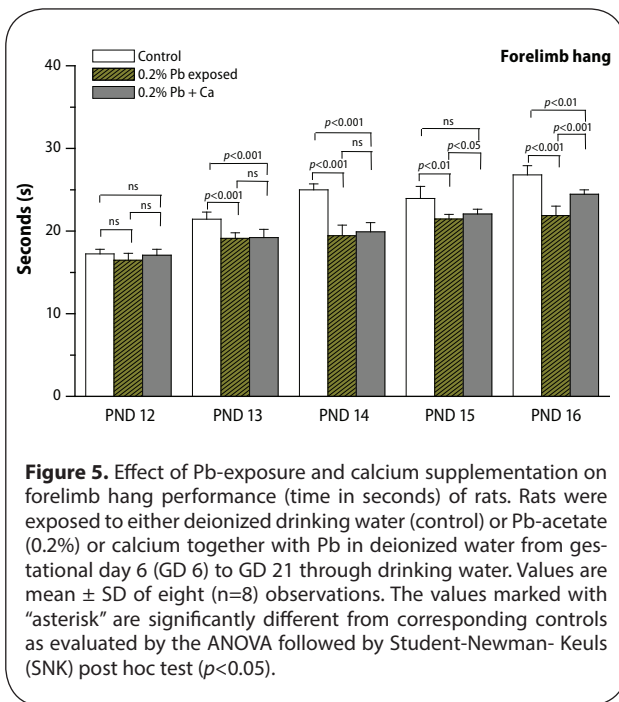 Forelimb hang
Control
0.2% Pb exposed
0.2% Pb + Ca
Seconds (s)
40
30
20
10
0
ns
ns
ns
p<0.001
p<0.001
ns
p<0.001
p<0.001
ns
ns
p<0.01
p<0.05
p<0.01
p<0.001
p<0.001
PND 12
PND 13
PND 14
PND 15
PND 16
Figure 5. Effect of Pb-exposure and calcium supplementation on
forelimb hang performance (time in seconds) of rats. Rats were
exposed to either deionized drinking water (control) or Pb-acetate
(0.2%) or calcium together with Pb in deionized water from ges-
tational day 6 (GD 6) to GD 21 through drinking water. Values are
mean ± SD of eight (n=8) observations. The values marked with
"asterisk" are significantly different from corresponding controls
as evaluated by the ANOVA followed by Student-Newman- Keuls
(SNK) post hoc test (p<0.05).